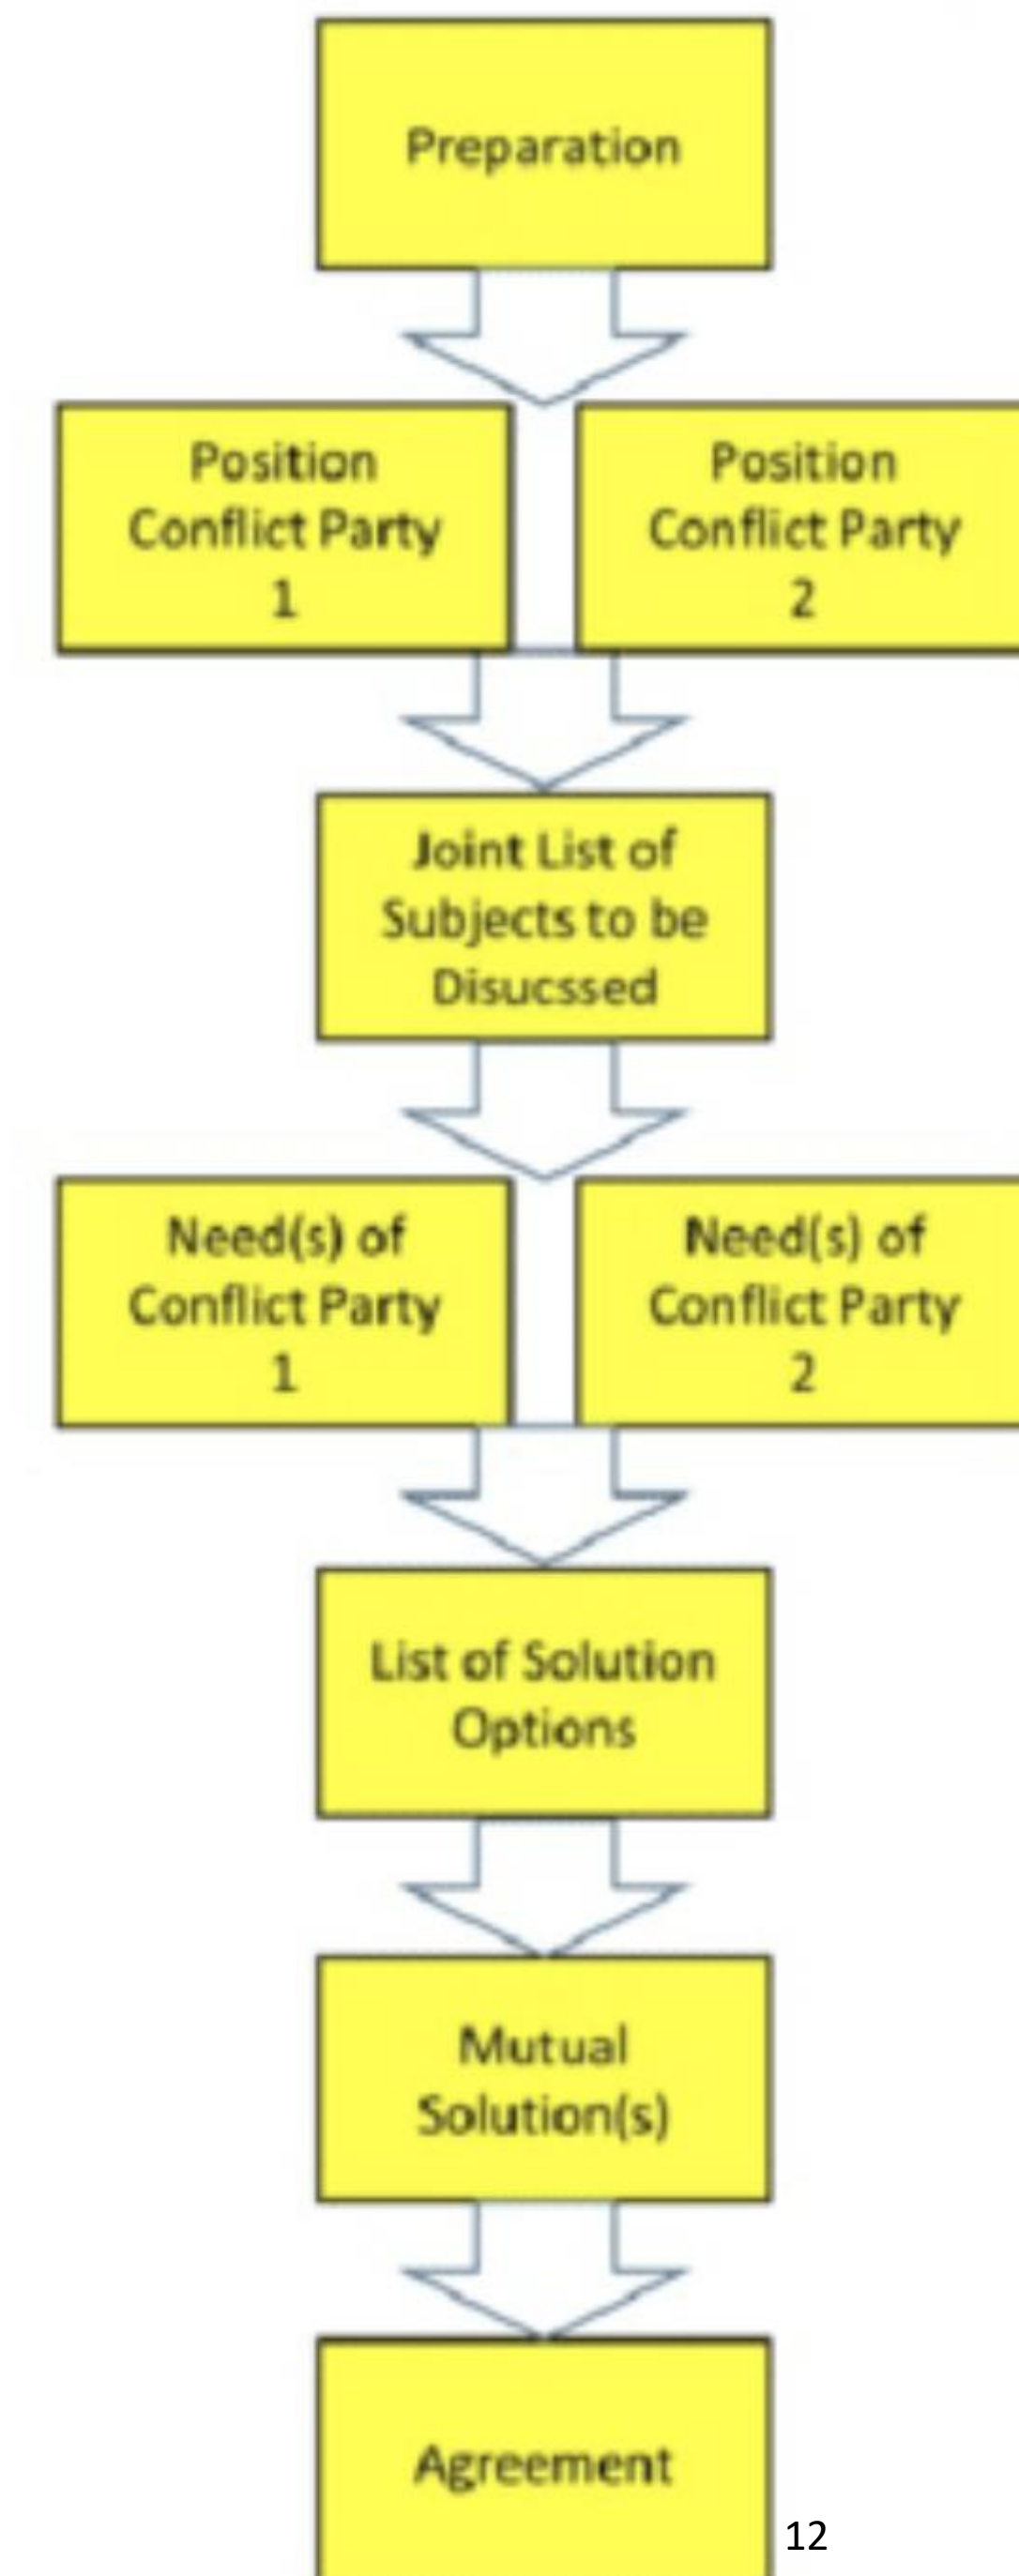 Preparation
Position
Conflict Party
1
Position
Conflict Party
2
Joint List of
Subjects to be
Disucssed
Need(s) of
Conflict Party
1
Need(s) of
Conflict Party
2
List of Solution
Options
Mutual
Solution(s)
Agreement
12